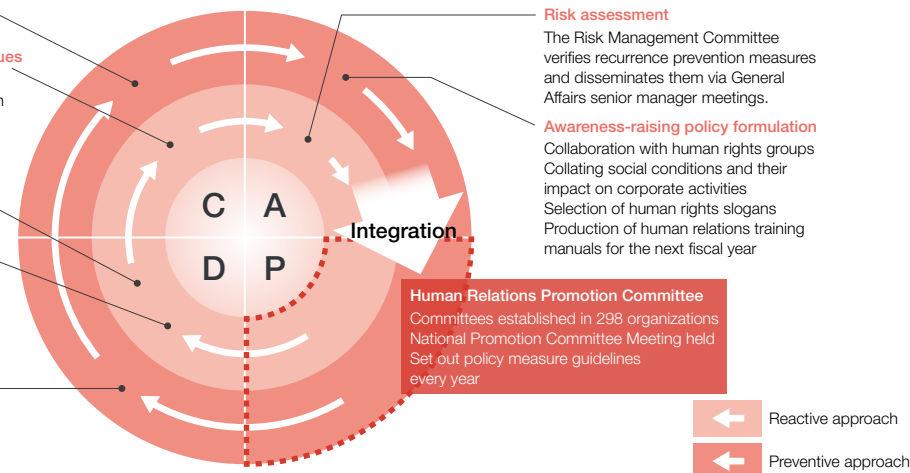 Risk assessment
The Risk Management Committee
verifies recurrence prevention measures
and disseminates them via General
Affairs senior manager meetings.
Awareness-raising policy formulation
Collaboration with human rights groups
Collating social conditions and their
impact on corporate activities
Selection of human rights slogans
Production of human relations training
manuals for the next fiscal year
C A
Integration
D P
Human Relations Promotion Committee
Committees established in 298 organizations
National Promotion Committee Meeting held
Set out policy measure guidelines
every year
Reactive approach
Preventive approach